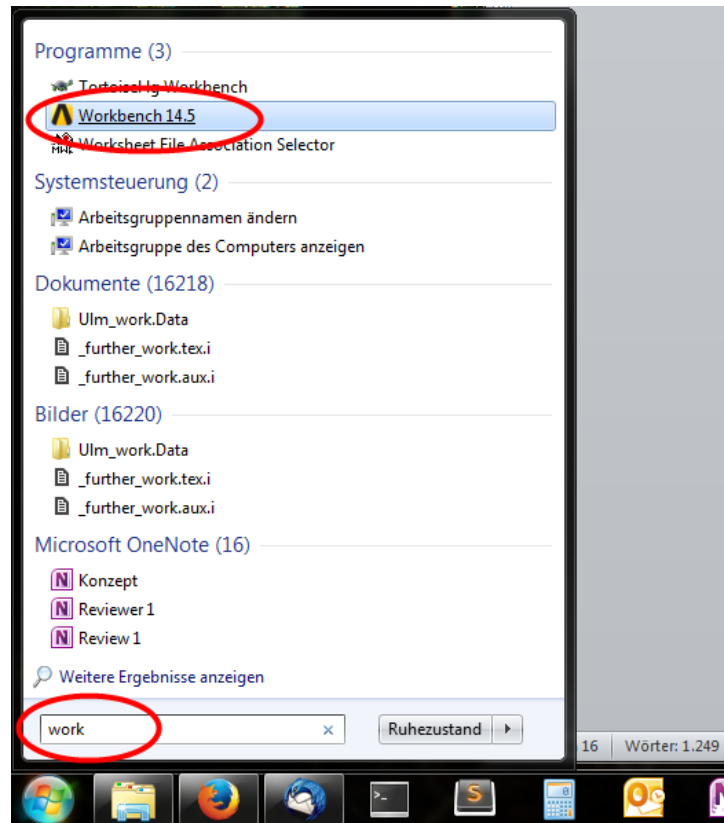 Programme (3)
TortoiseHg Workbench
Workbench 14.5
Worksheet File Association Selector
Systemsteuerung (2)
Arbeitsgruppennamen ändern
Arbeitsgruppe des Computers anzeigen
Dokumente (16218)
Ulm_work.Data
_further_work.tex.i
_further_work.aux.i
Bilder (16220)
Ulm_work.Data
_further_work.tex.i
_further_work.aux.i
Microsoft OneNote (16)
Konzept
Reviewer 1
Review 1
Weitere Ergebnisse anzeigen
work Ruhezustand
16 Wörter: 1.249